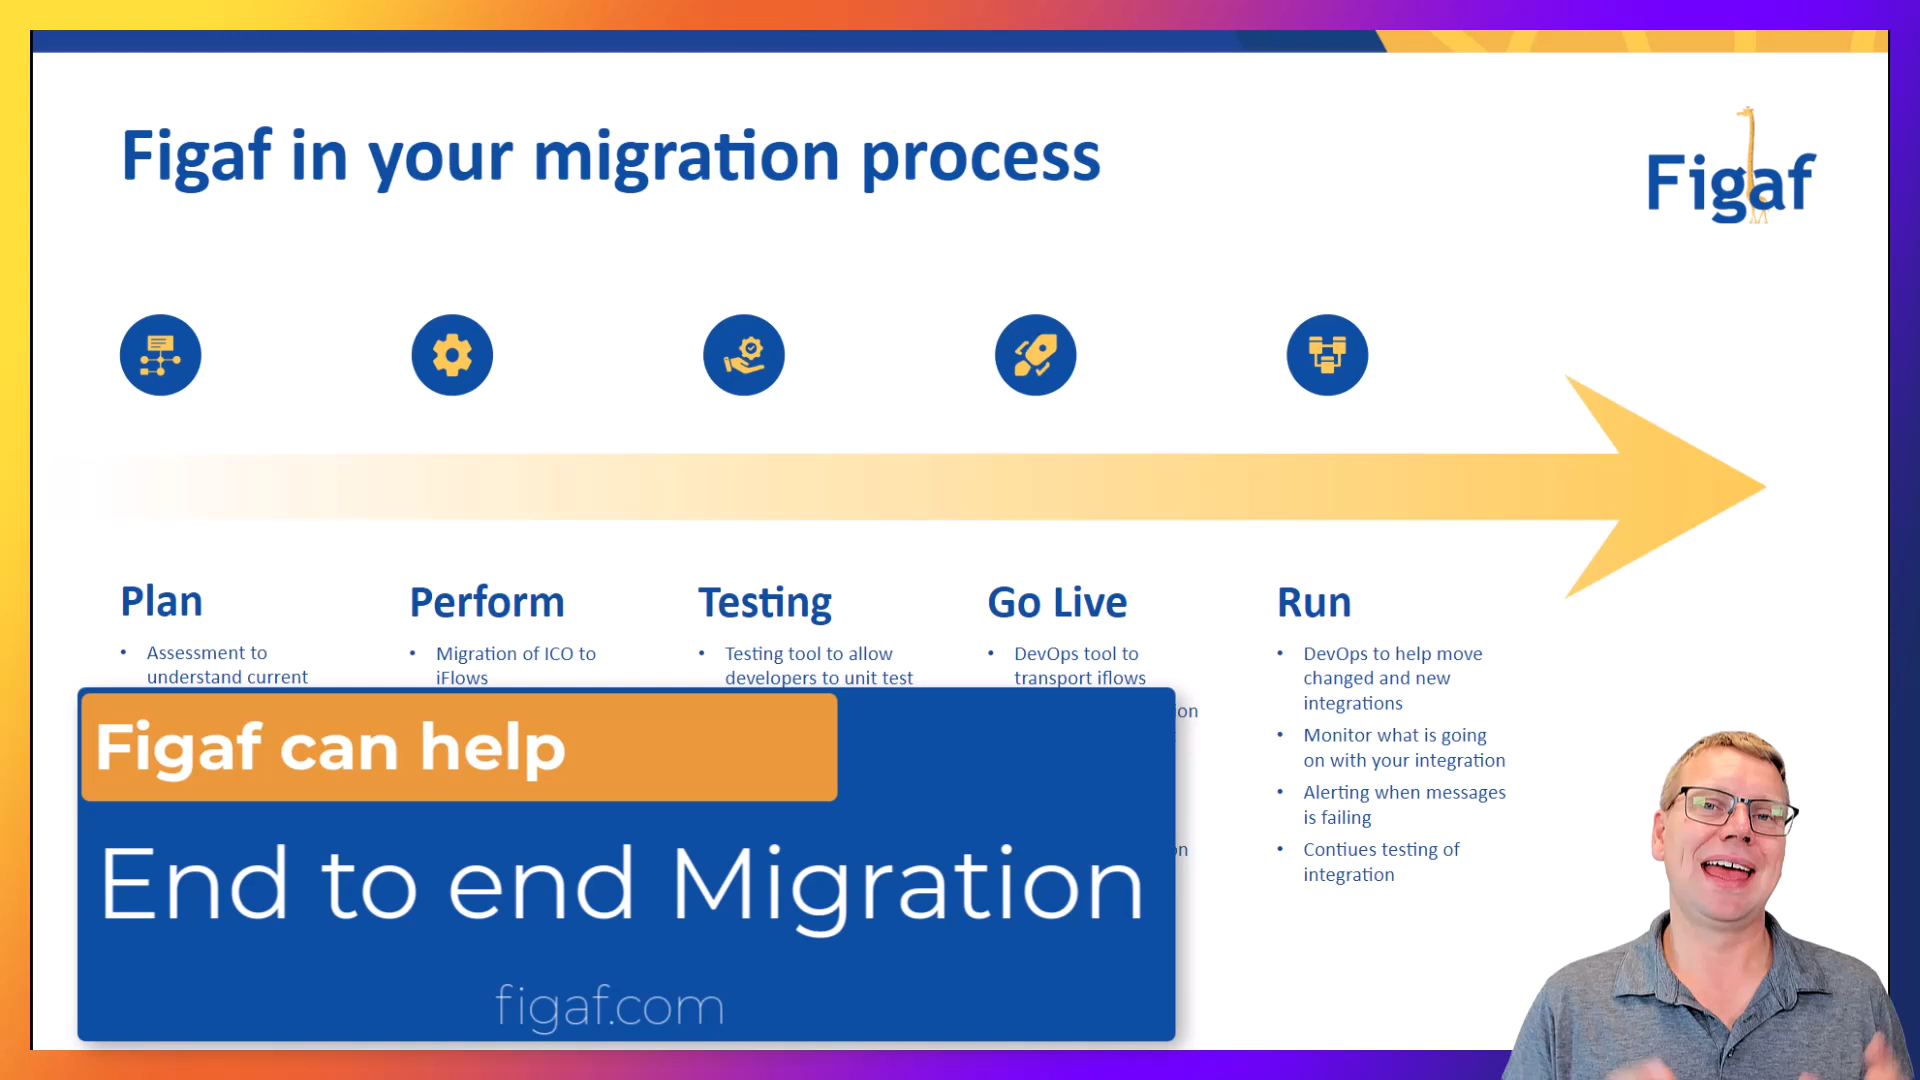 Figaf in your migration process
Figaf
Plan
• Assessment to
understand current
Perform
• Migration of ICO to
iFlows
Testing
• Testing tool to allow
developers to unit test
Go Live
• DevOps tool to
transport iflows
Run
• DevOps to help move
changed and new
integrations
• Monitor what is going
on with your integration
• Alerting when messages
is failing
• Contiues testing of
integration
Figaf can help
End to end Migration
figaf.com